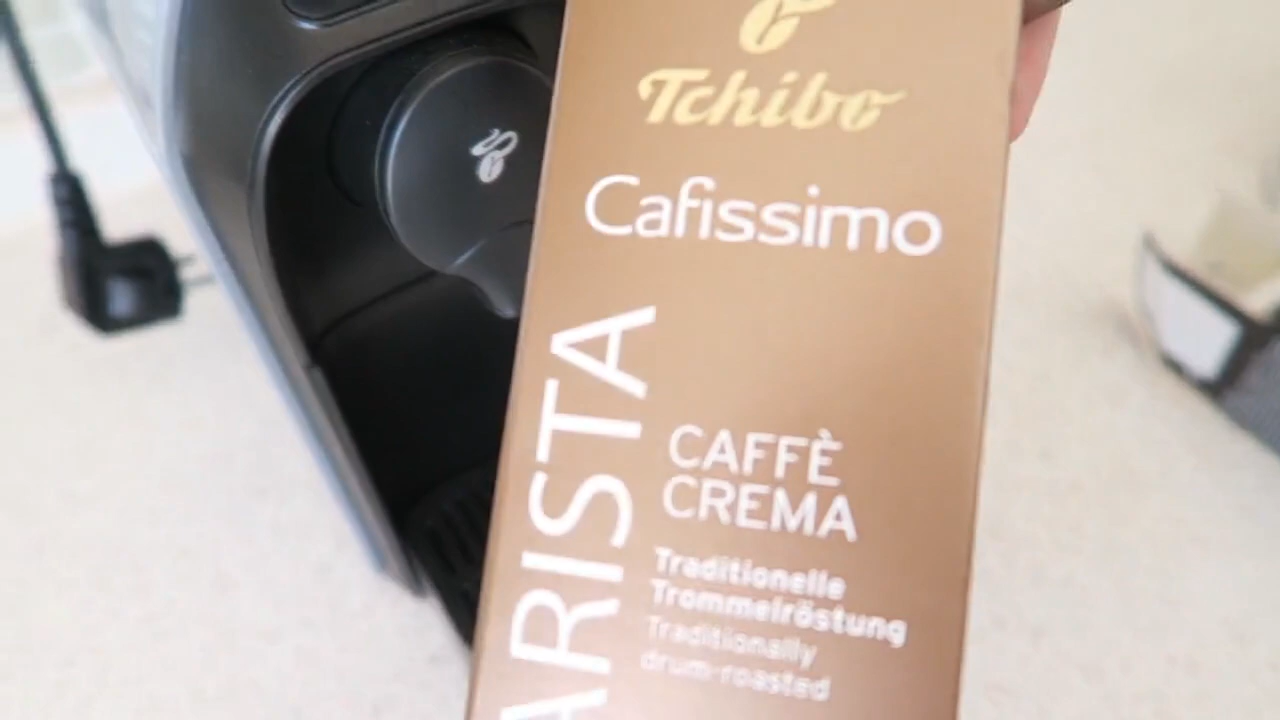 Tchibo
Cafissimo
ARISTA
CAFFÈ
CREMA
Traditionelle
Trommelröstung
Traditionally
drum-roasted